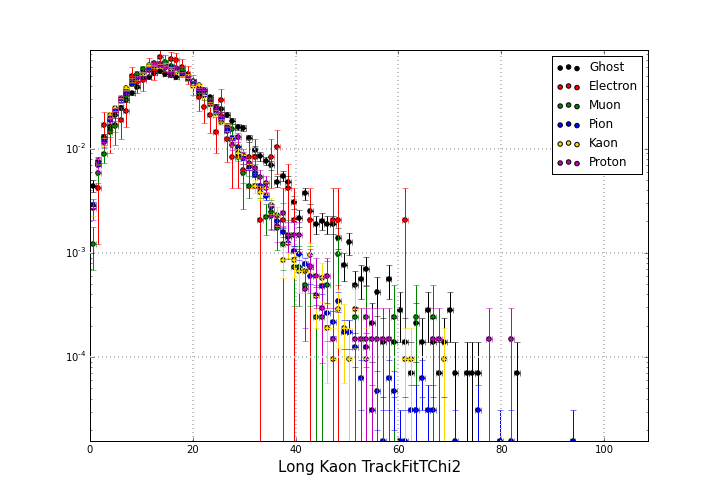 Ghost
Electron
Muon
Pion
Kaon
Proton
10^-2
10^-3
10^-4
0 20 40 60 80 100
Long Kaon TrackFitTChi2